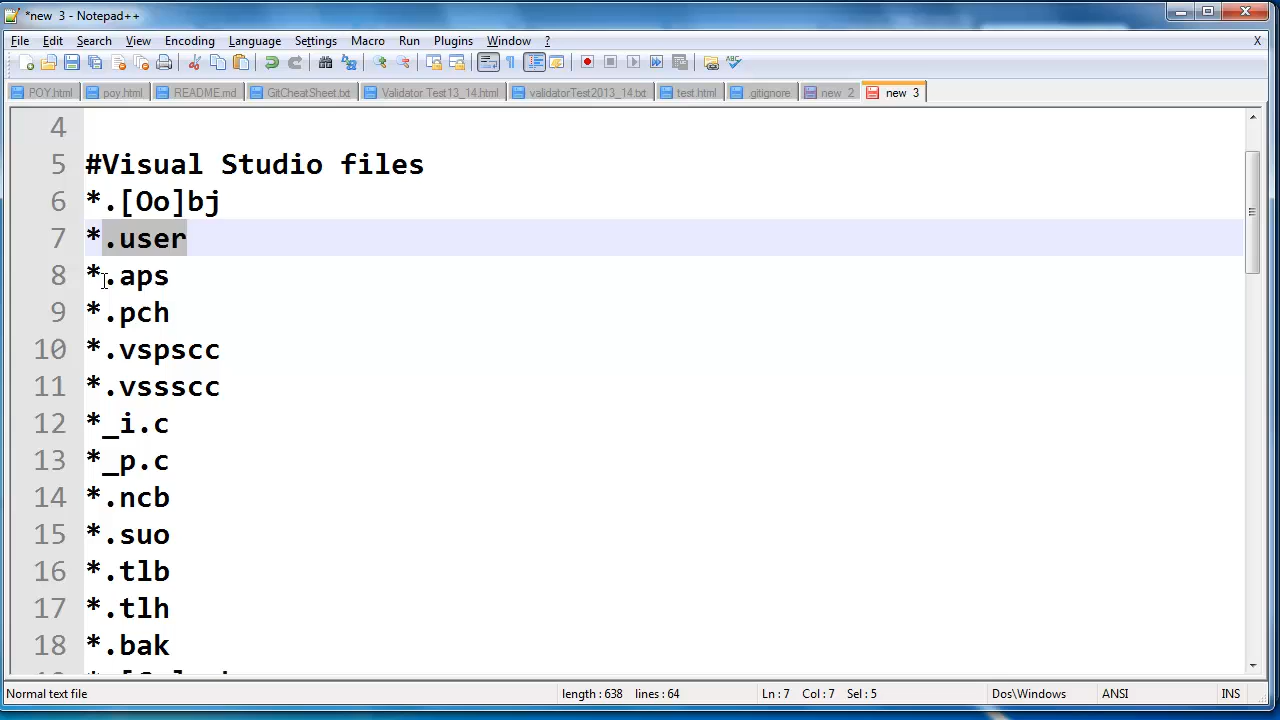 *new 3 - Notepad++
File Edit Search View Encoding Language Settings Macro Run Plugins Window ? X
POY.html poy.html README.md GitCheatSheet.txt Validator Test13_14.html validatorTest2013_14.txt test.html .gitignore new 2 new 3
4
5 #Visual Studio files
6 *.[Oo]bj
7 *.user
8 *.aps
9 *.pch
10 *.vspscc
11 *.vssscc
12 *_i.c
13 *_p.c
14 *.ncb
15 *.suo
16 *.tlb
17 *.tlh
18 *.bak
Normal text file length : 638 lines : 64 Ln : 7 Col : 7 Sel : 5 Dos\Windows ANSI INS